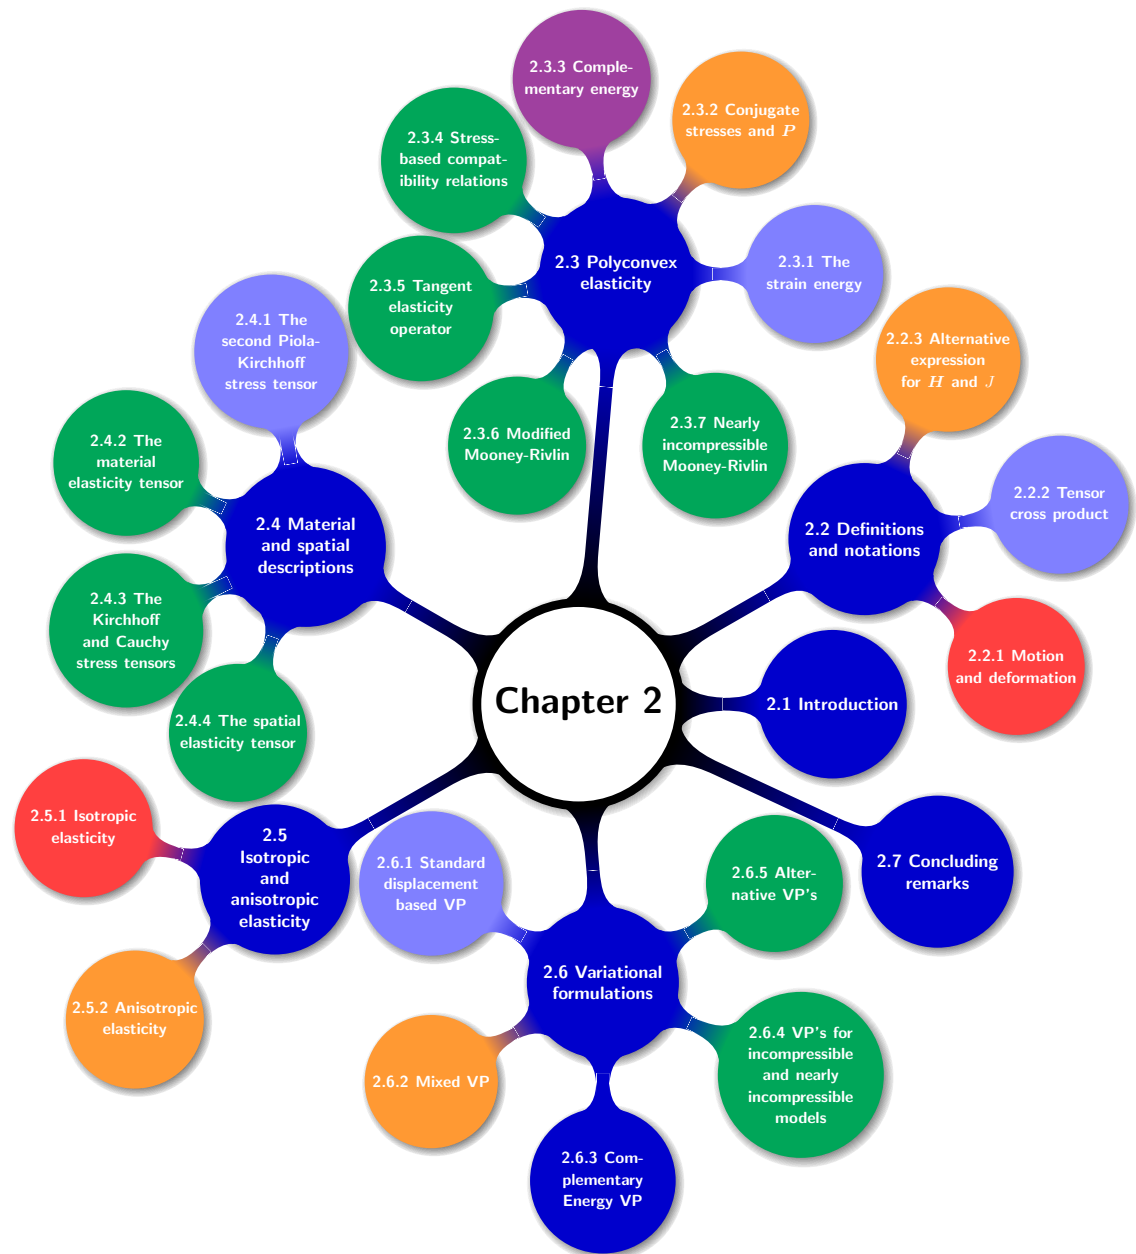 Chapter 2
2.1 Introduction
2.2 Definitions
and notations
2.2.1 Motion
and deformation
2.2.2 Tensor
cross product
2.2.3 Alternative
expression
for H and J
2.3 Polyconvex
elasticity
2.3.1 The
strain energy
2.3.2 Conjugate
stresses and P
2.3.3 Comple-
mentary energy
2.3.4 Stress-
based compat-
ibility relations
2.3.5 Tangent
elasticity
operator
2.3.6 Modified
Mooney-Rivlin
2.3.7 Nearly
incompressible
Mooney-Rivlin
2.4 Material
and spatial
descriptions
2.4.1 The
second Piola-
Kirchhoff
stress tensor
2.4.2 The
material
elasticity tensor
2.4.3 The
Kirchhoff
and Cauchy
stress tensors
2.4.4 The spatial
elasticity tensor
2.5
Isotropic
and
anisotropic
elasticity
2.5.1 Isotropic
elasticity
2.5.2 Anisotropic
elasticity
2.6 Variational
formulations
2.6.1 Standard
displacement
based VP
2.6.2 Mixed VP
2.6.3 Com-
plementary
Energy VP
2.6.4 VP's for
incompressible
and nearly
incompressible
models
2.6.5 Alter-
native VP's
2.7 Concluding
remarks